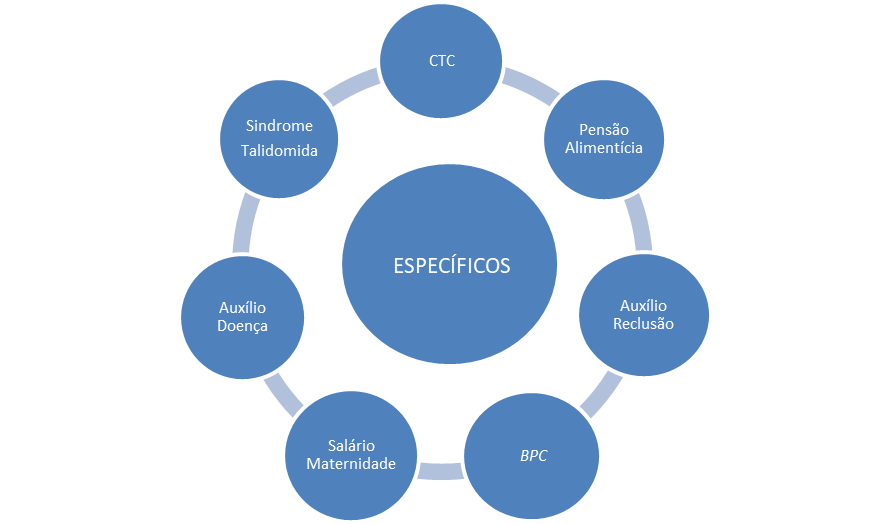 CTC
Pensão
Alimentícia
Auxílio
Reclusão
BPC
Salário
Maternidade
Auxílio
Doença
Sindrome
Talidomida
ESPECÍFICOS